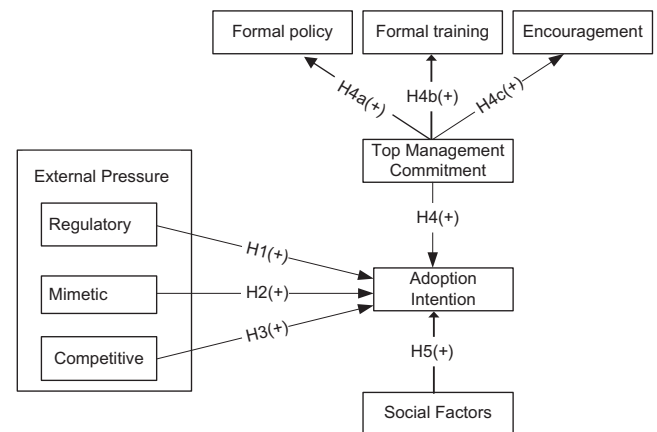 Formal policy
Formal training
Encouragement
H4a(+)
H4b(+)
H4c(+)
Top Management
Commitment
External Pressure
H4(+)
Regulatory
H1(+)
Mimetic
H2(+)
Adoption
Intention
Competitive
H3(+)
H5(+)
Social Factors